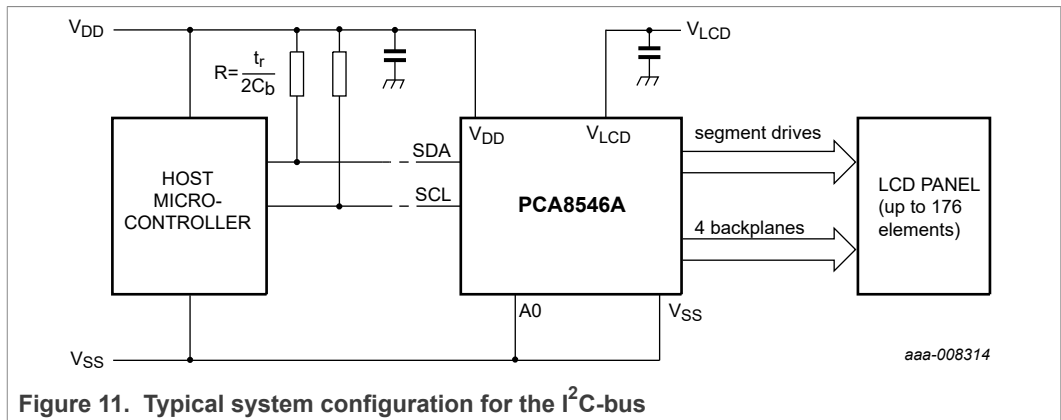 VDD
VLCD
R= tr
2Cb
VDD
VLCD
SDA
SCL
HOST
MICRO-
CONTROLLER
PCA8546A
segment drives
4 backplanes
LCD PANEL
(up to 176
elements)
A0
VSS
VSS
aaa-008314
Figure 11. Typical system configuration for the I2C-bus